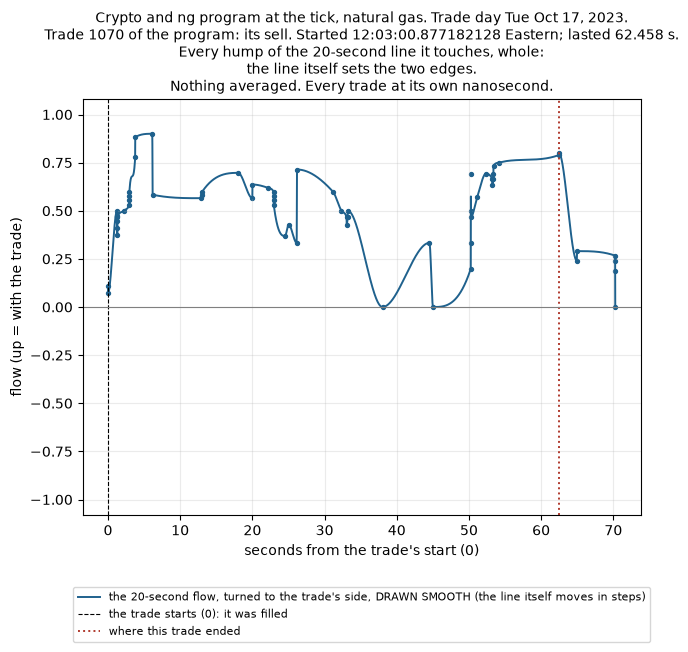 Crypto and ng program at the tick, natural gas. Trade day Tue Oct 17, 2023.
Trade 1070 of the program: its sell. Started 12:03:00.877182128 Eastern; lasted 62.458 s.
Every hump of the 20-second line it touches, whole:
the line itself sets the two edges.
Nothing averaged. Every trade at its own nanosecond.
1.00
0.75
0.50
0.25
0.00
−0.25
−0.50
−0.75
−1.00
flow (up = with the trade)
0 10 20 30 40 50 60 70
seconds from the trade's start (0)
the 20-second flow, turned to the trade's side, DRAWN SMOOTH (the line itself moves in steps)
the trade starts (0): it was filled
where this trade ended